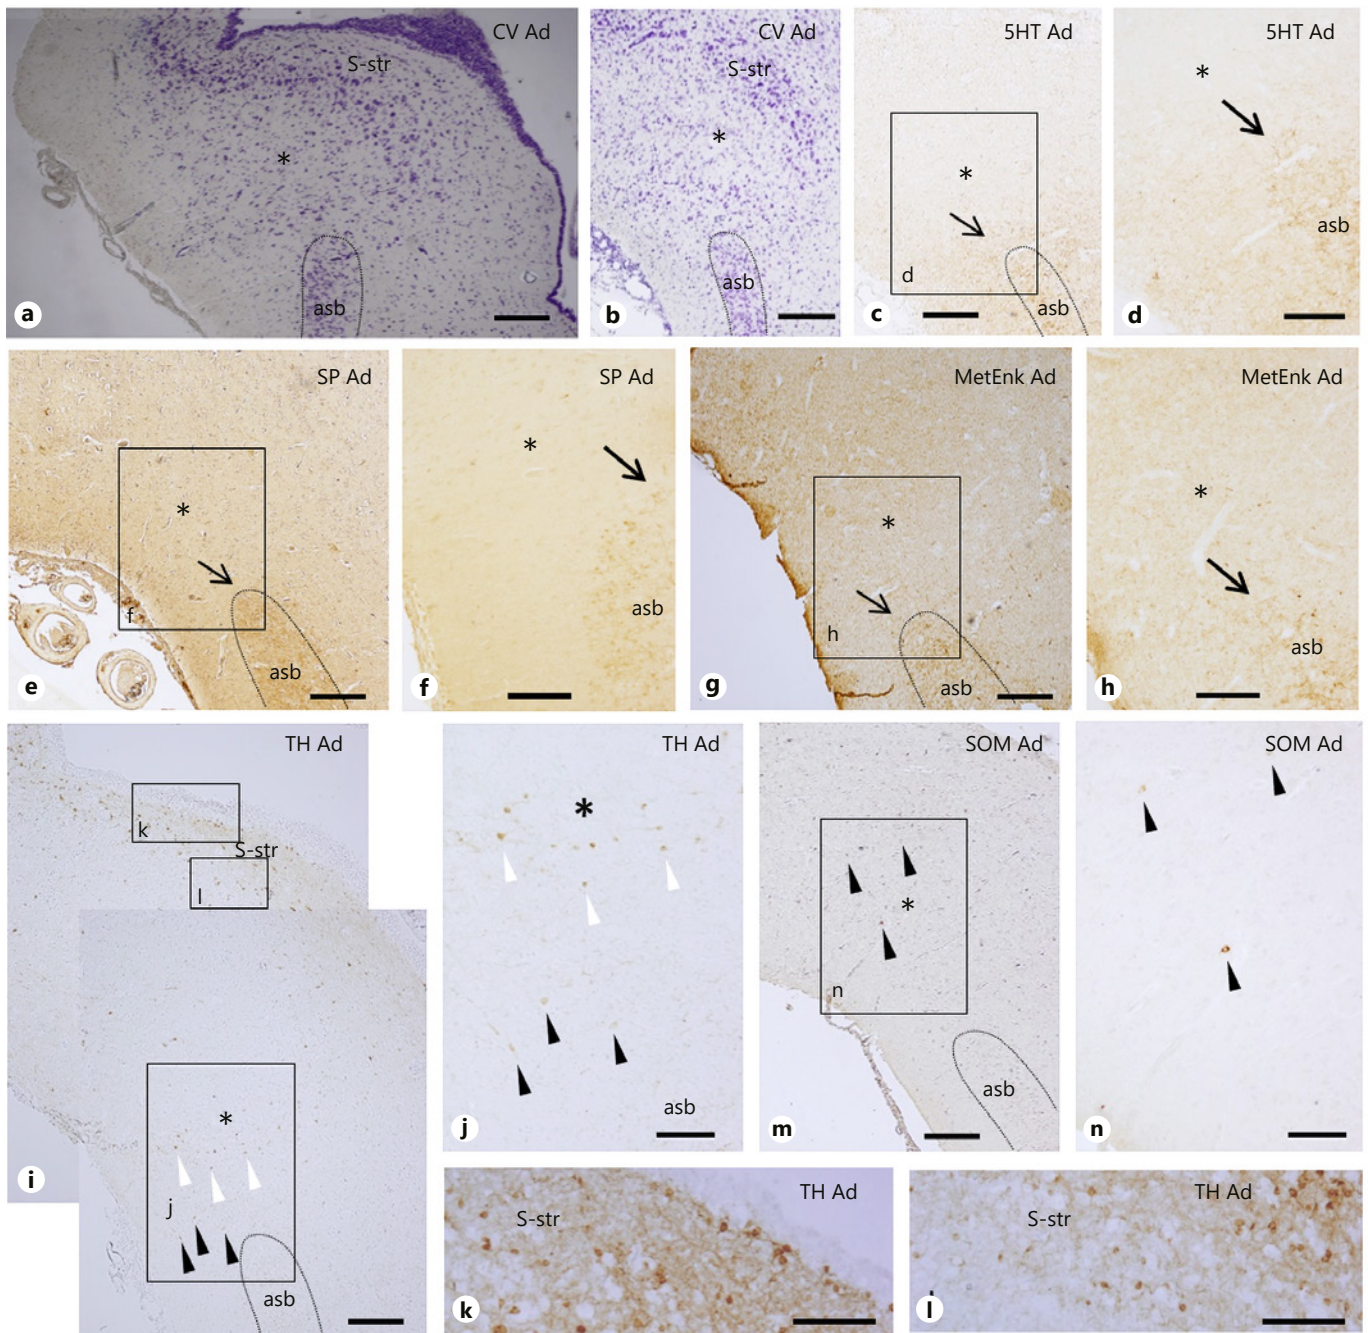 CV Ad
S-str
*
asb
a
CV Ad
S-str
*
asb
b
5HT Ad
*
d
asb
c
5HT Ad
*
asb
d
SP Ad
*
f
asb
e
SP Ad
*
asb
f
MetEnk Ad
*
h
asb
g
MetEnk Ad
*
asb
h
TH Ad
k
S-str
l
*
j
asb
i
TH Ad
*
asb
j
SOM Ad
*
n
asb
m
SOM Ad
n
TH Ad
S-str
k
TH Ad
S-str
l